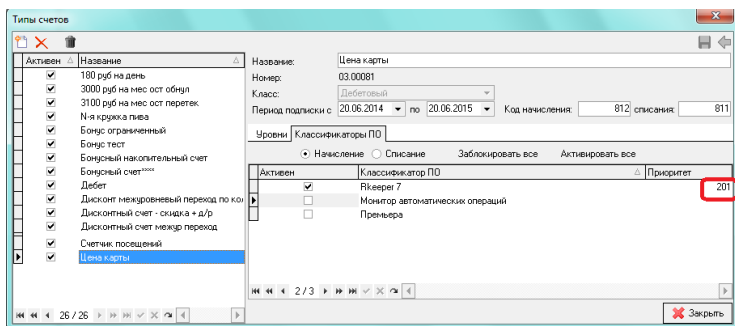 Типы счетов
Активен Название
180 руб на день
3000 руб на мес ост обнул
3100 руб на мес ост перетек
N-я кружка пива
Бонус ограниченный
Бонус тест
Бонусный накопительный счет
Бонусный счет****
Дебет
Дисконт межуровневый переход по ко
Дисконтный счет - скидка + д/р
Дисконтный счет межур переход
Счетчик посещений
Цена карты
26 / 26
Название: Цена карты
Номер: 03.00081
Класс: Дебетовый
Период подписки с 20.06.2014 по 20.06.2015 Код начисления: 812 списания: 811
Уровни Классификаторы ПО
Начисление Списание Заблокировать все Активировать все
Активен Классификатор ПО Приоритет
Rkeeper 7 201
Монитор автоматических операций
Премьера
2 / 3
Закрыть